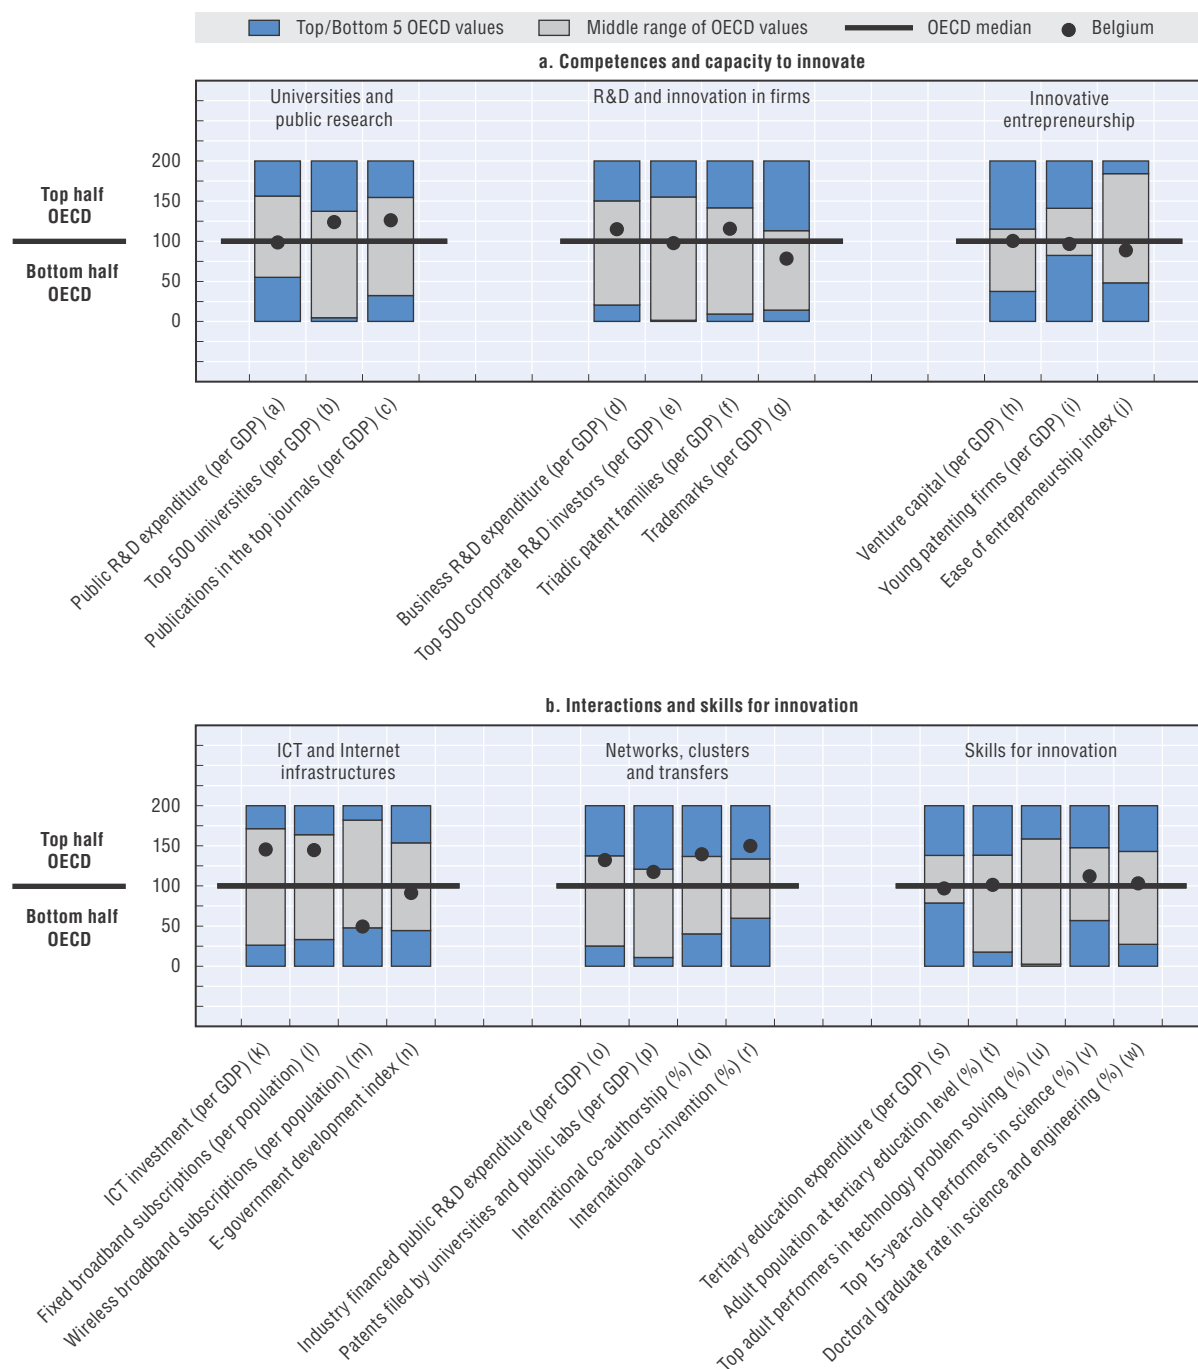 Top/Bottom 5 OECD values Middle range of OECD values OECD median Belgium
a. Competences and capacity to innovate
Universities and
public research
R&D and innovation in firms
Innovative
entrepreneurship
200
150
100
50
0
Top half
OECD
Bottom half
OECD
Public R&D expenditure (per GDP) (a)
Top 500 universities (per GDP) (b)
Publications in the top journals (per GDP) (c)
Business R&D expenditure (per GDP) (d)
Top 500 corporate R&D investors (per GDP) (e)
Triadic patent families (per GDP) (f)
Trademarks (per GDP) (g)
Venture capital (per GDP) (h)
Young patenting firms (per GDP) (i)
Ease of entrepreneurship index (j)
b. Interactions and skills for innovation
ICT and Internet
infrastructures
Networks, clusters
and transfers
Skills for innovation
200
150
100
50
0
Top half
OECD
Bottom half
OECD
ICT investment (per GDP) (k)
Fixed broadband subscriptions (per population) (l)
Wireless broadband subscriptions (per population) (m)
E-government development index (n)
Industry financed public R&D expenditure (per GDP) (o)
Patents filed by universities and public labs (per GDP) (p)
International co-authorship (%) (q)
International co-invention (%) (r)
Tertiary education expenditure (per GDP) (s)
Adult population at tertiary education level (%) (t)
Top adult performers in technology problem solving (%) (u)
Top 15-year-old performers in science (%) (v)
Doctoral graduate rate in science and engineering (%) (w)